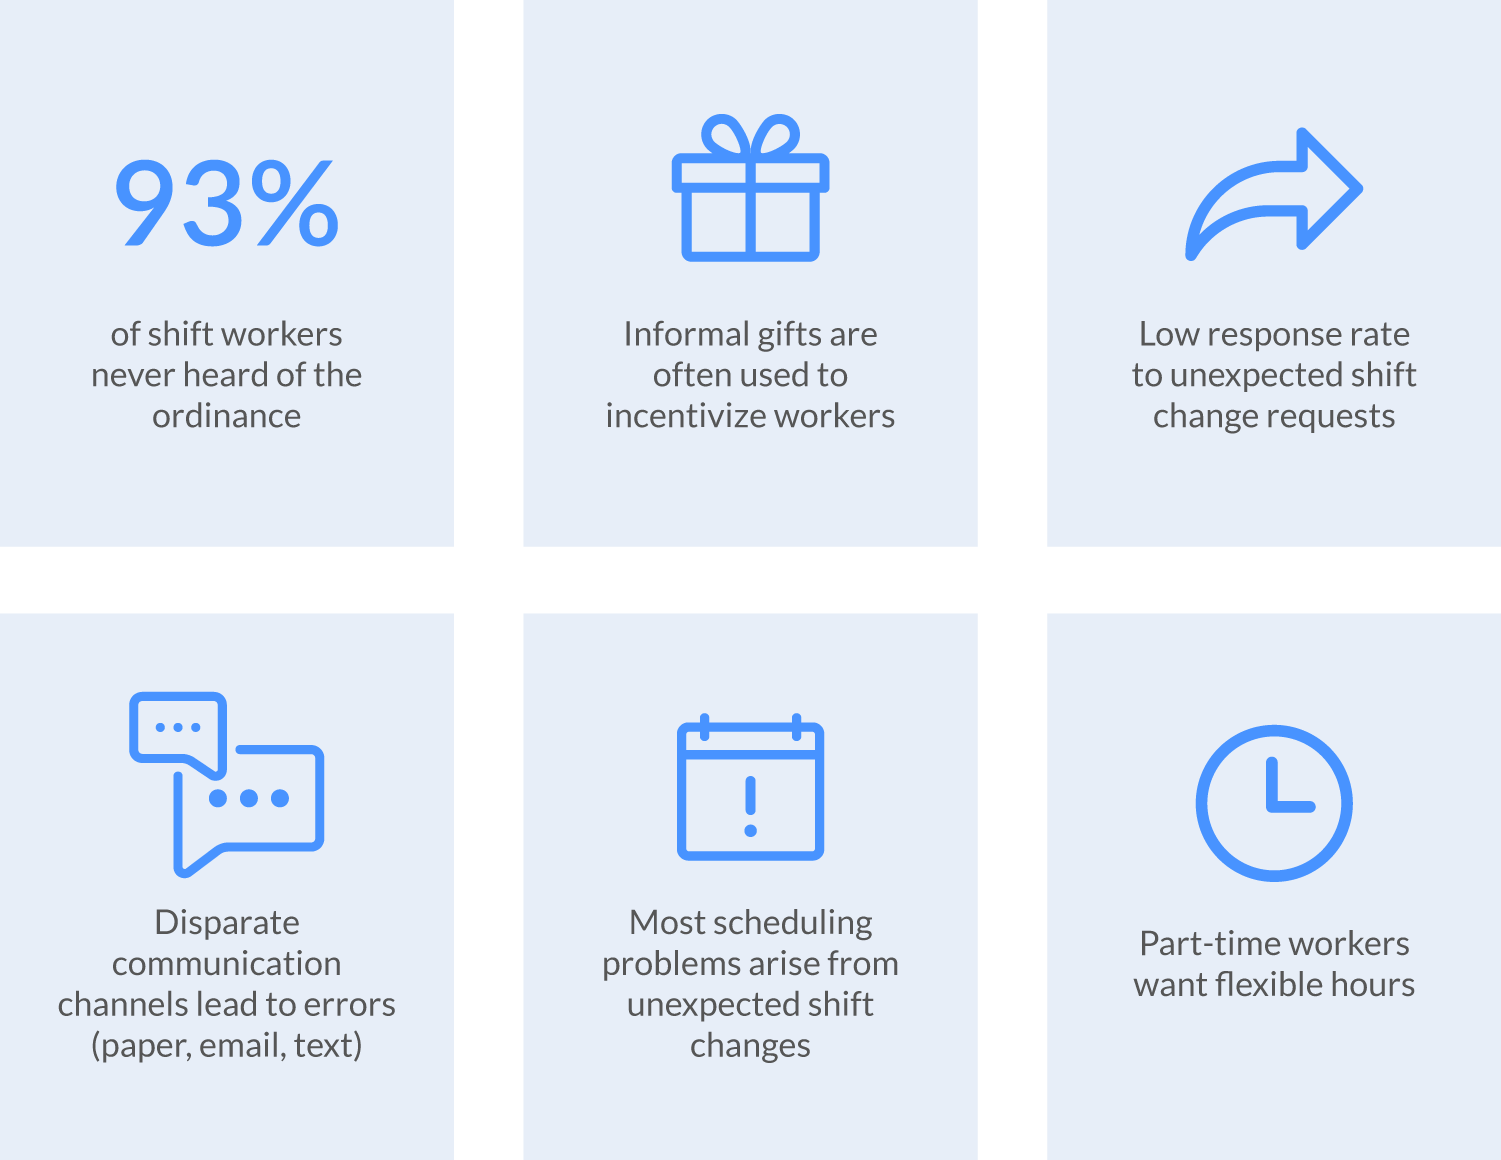 93%
of shift workers
never heard of the
ordinance
Informal gifts are
often used to
incentivize workers
Low response rate
to unexpected shift
change requests
Disparate
communication
channels lead to errors
(paper, email, text)
Most scheduling
problems arise from
unexpected shift
changes
Part-time workers
want flexible hours